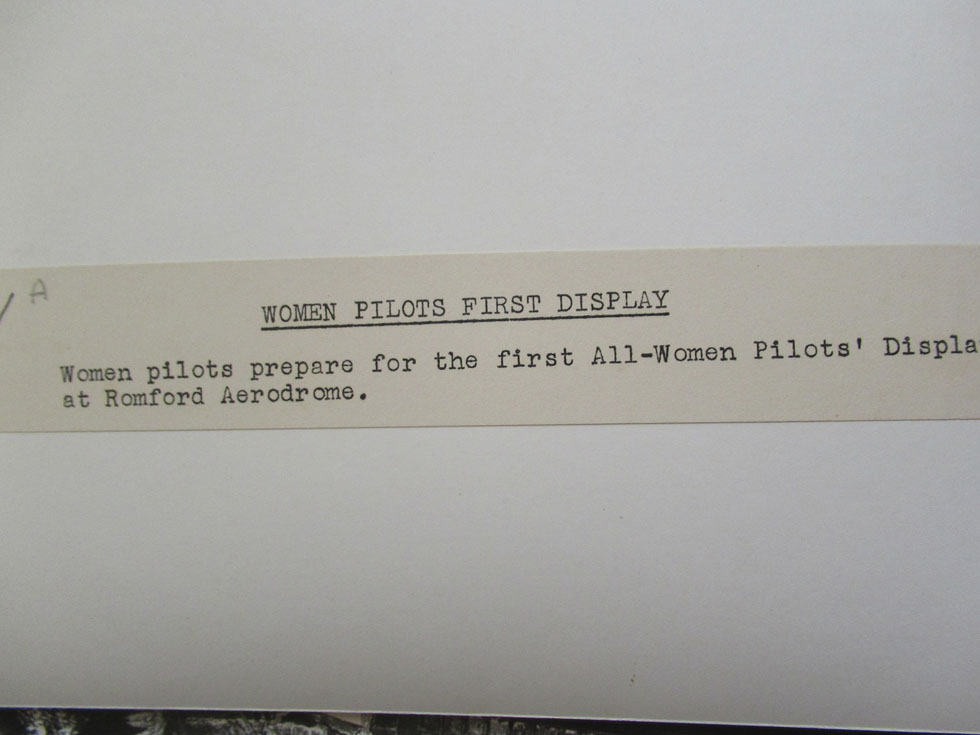 A
WOMEN PILOTS FIRST DISPLAY
Women pilots prepare for the first All-Women Pilots' Displa
at Romford Aerodrome.